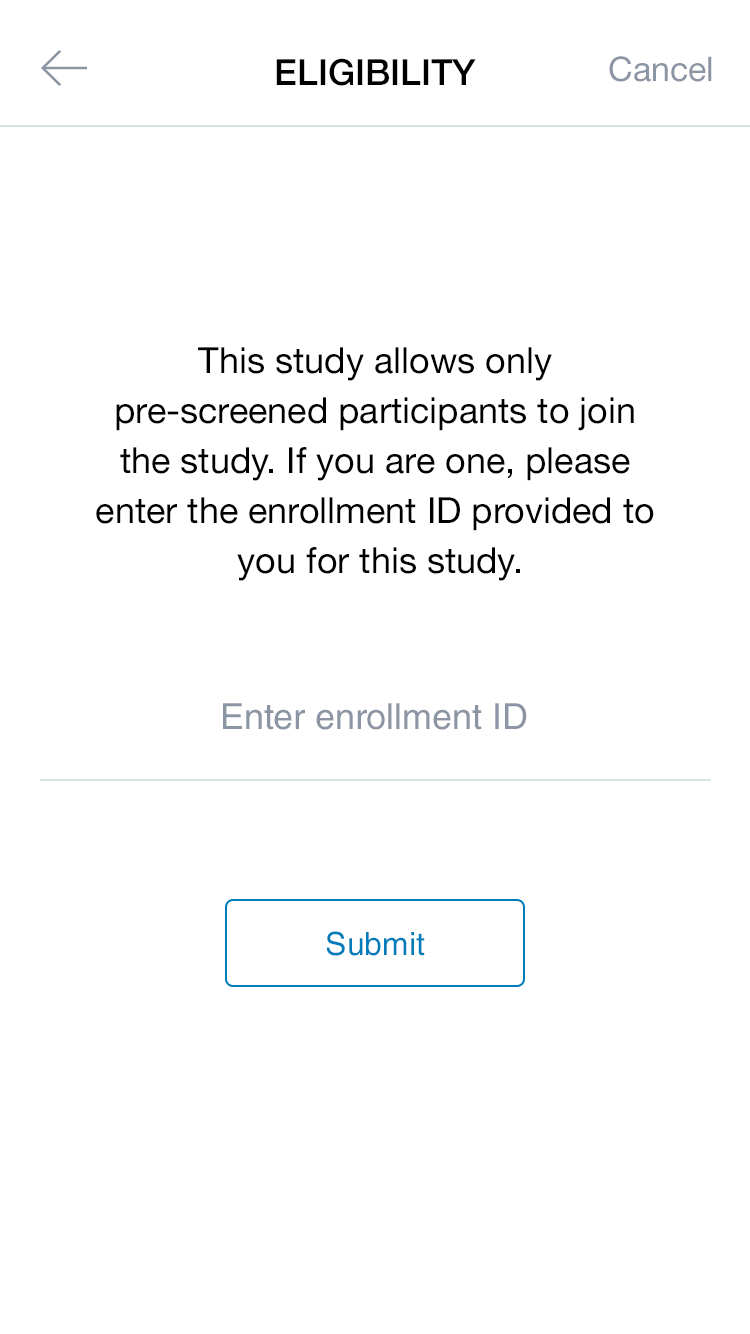 ELIGIBILITY
Cancel
This study allows only
pre-screened participants to join
the study. If you are one, please
enter the enrollment ID provided to
you for this study.
Enter enrollment ID
Submit